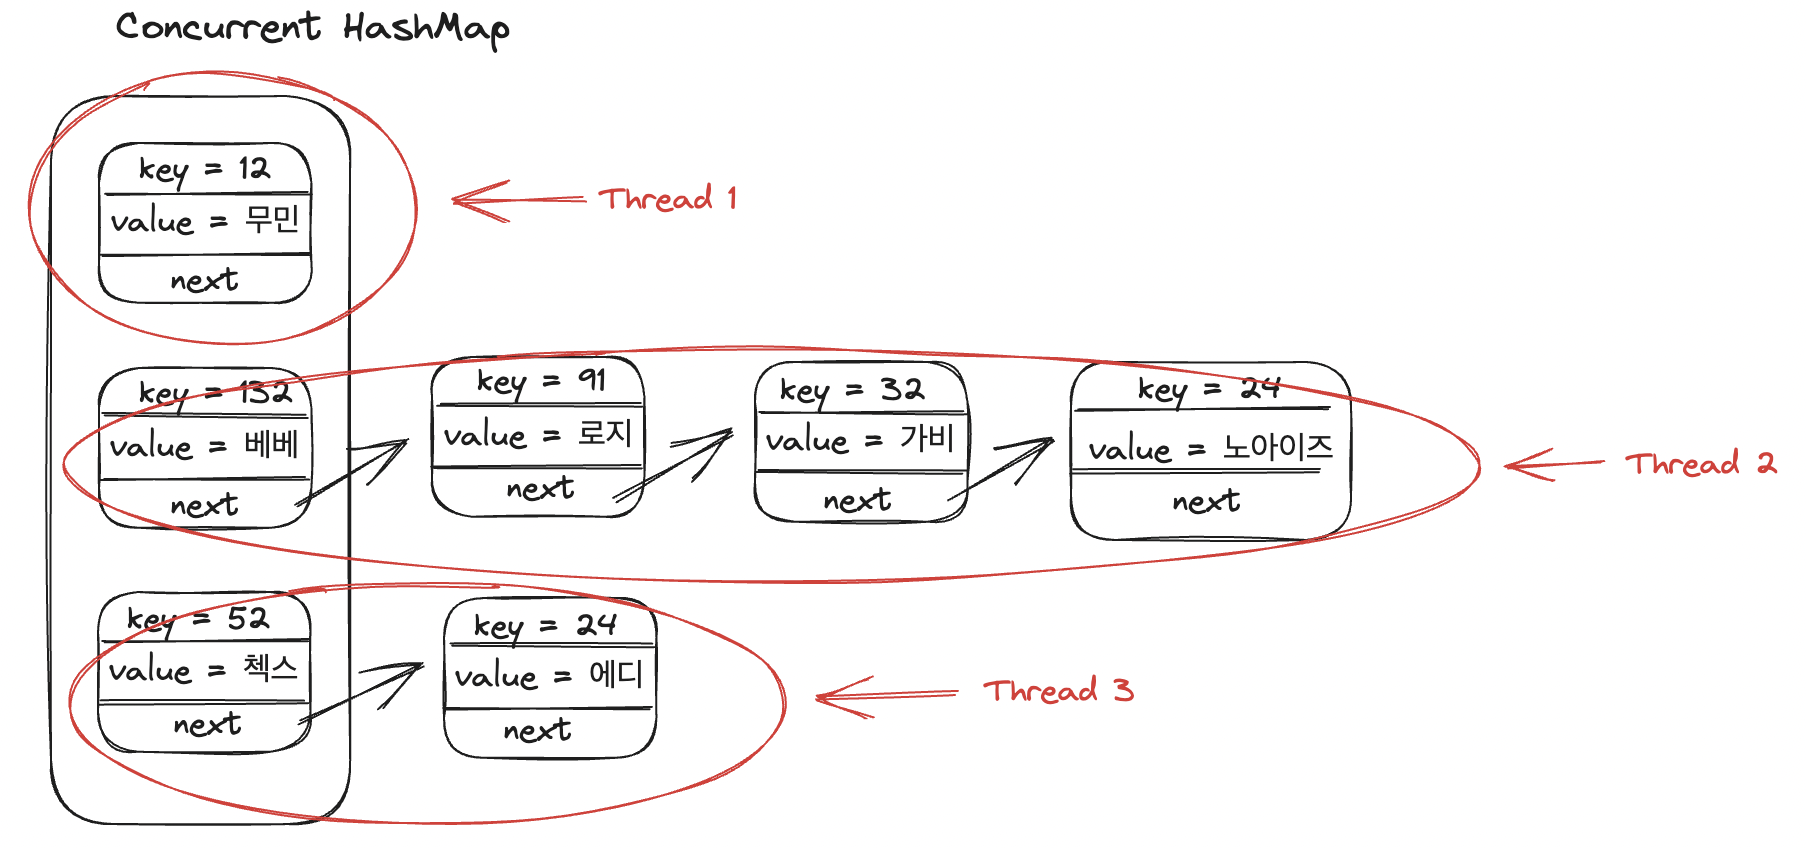 Concurrent HashMap
key = 12
value = 무민
next
Thread 1
key = 132
value = 베베
next
key = 91
value = 로지
next
key = 32
value = 가비
next
key = 24
value = 노아이즈
next
Thread 2
key = 52
value = 첵스
next
key = 24
value = 에디
next
Thread 3